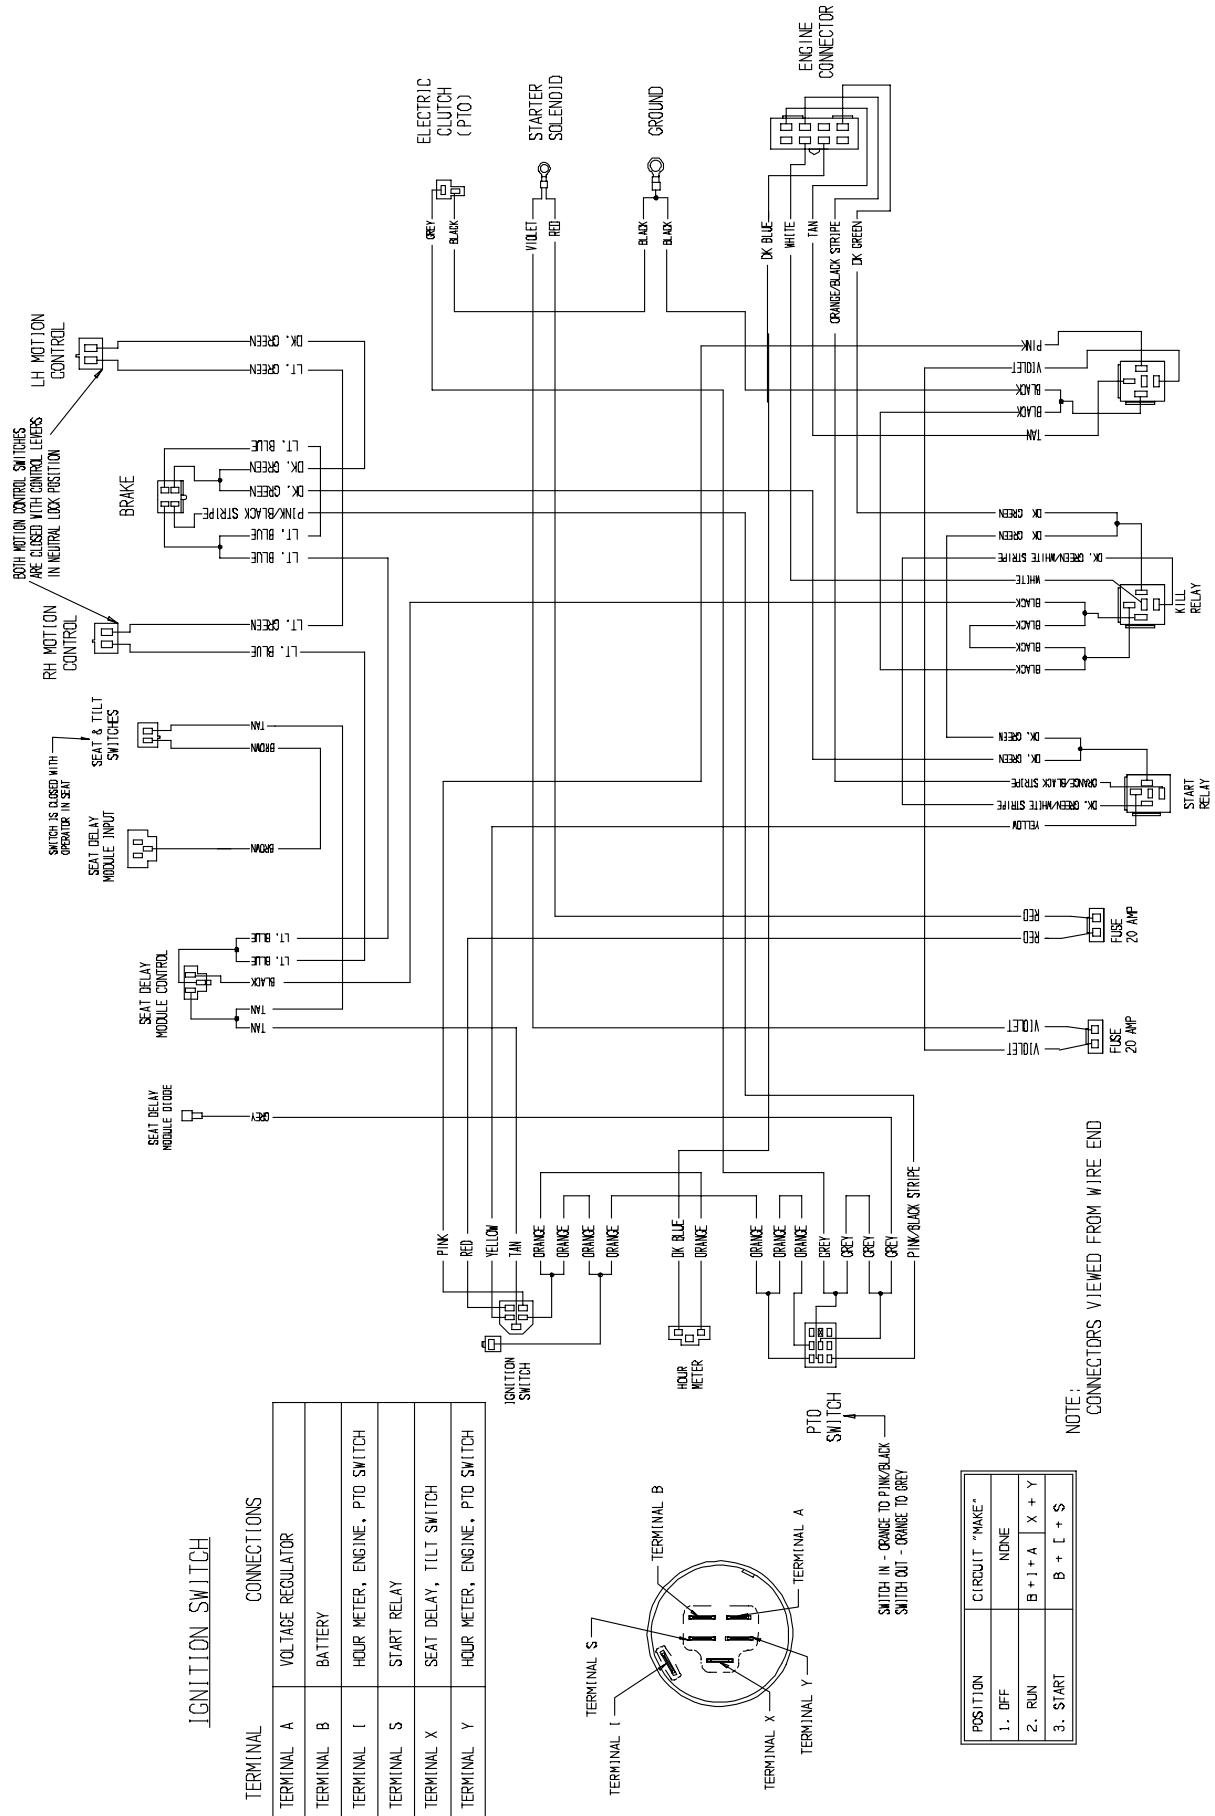 ENGINE
CONNECTOR
ELECTRIC
CLUTCH
(PTO)
STARTER
SOLENOID
GROUND
GREY
BLACK
VIOLET
RED
BLACK
BLACK
DK BLUE
WHITE
TAN
ORANGE/BLACK STRIPE
DK GREEN
LH MOTION
CONTROL
DK. GREEN
LT. GREEN
BOTH MOTION CONTROL SWITCHES
ARE CLOSED WITH CONTROL LEVERS
IN NEUTRAL LOCK POSITION
BRAKE
LT. BLUE
DK. GREEN
DK. GREEN
PINK/BLACK STRIPE
LT. BLUE
LT. BLUE
RH MOTION
CONTROL
LT. GREEN
LT. BLUE
SEAT & TILT
SWITCHES
TAN
BROWN
SWITCH IS CLOSED WITH
OPERATOR IN SEAT
SEAT DELAY
MODULE INPUT
BROWN
SEAT DELAY
MODULE CONTROL
LT. BLUE
LT. BLUE
BLACK
TAN
TAN
SEAT DELAY
MODULE DIODE
GREY
PINK
VIOLET
BLACK
BLACK
TAN
DK GREEN
DK GREEN
DK. GREEN/WHITE STRIPE
WHITE
BLACK
BLACK
BLACK
BLACK
KILL
RELAY
DK. GREEN
DK. GREEN
ORANGE/BLACK STRIPE
DK. GREEN/WHITE STRIPE
YELLOW
START
RELAY
RED
RED
FUSE
20 AMP
VIOLET
VIOLET
FUSE
20 AMP
PINK
RED
YELLOW
TAN
ORANGE
ORANGE
ORANGE
ORANGE
DK BLUE
ORANGE
ORANGE
ORANGE
ORANGE
GREY
GREY
GREY
GREY
PINK/BLACK STRIPE
IGNITION
SWITCH
HOUR
METER
PTO
SWITCH
SWITCH IN - ORANGE TO PINK/BLACK
SWITCH OUT - ORANGE TO GREY
NOTE:
CONNECTORS VIEWED FROM WIRE END
IGNITION SWITCH
TERMINAL CONNECTIONS
TERMINAL A VOLTAGE REGULATOR
TERMINAL B BATTERY
TERMINAL I HOUR METER, ENGINE, PTO SWITCH
TERMINAL S START RELAY
TERMINAL X SEAT DELAY, TILT SWITCH
TERMINAL Y HOUR METER, ENGINE, PTO SWITCH
TERMINAL I
TERMINAL S
TERMINAL B
TERMINAL A
TERMINAL X
TERMINAL Y
POSITION CIRCUIT "MAKE"
1. OFF NONE
2. RUN B+I+A X + Y
3. START B + I + S